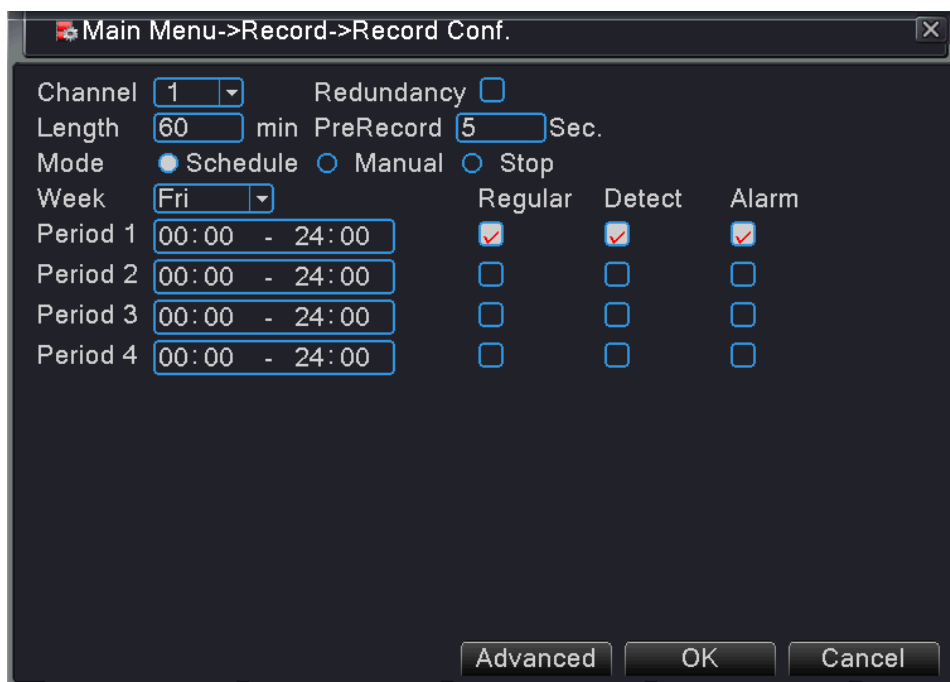 Main Menu->Record->Record Conf.
Channel 1 Redundancy
Length 60 min PreRecord 5 Sec.
Mode Schedule Manual Stop
Week Fri Regular Detect Alarm
Period 1 00:00 - 24:00
Period 2 00:00 - 24:00
Period 3 00:00 - 24:00
Period 4 00:00 - 24:00
Advanced OK Cancel